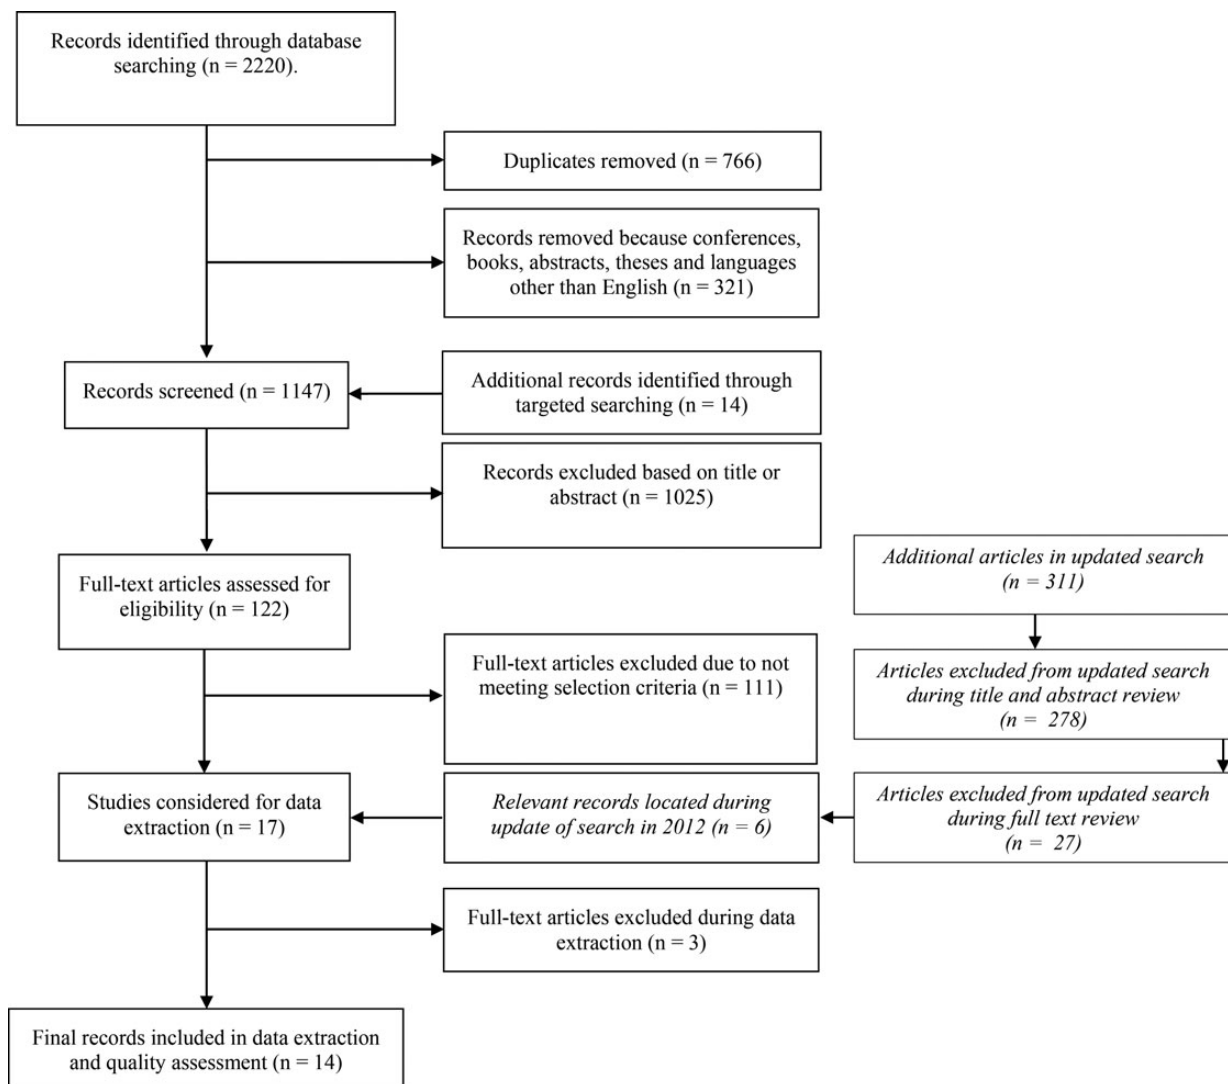 Records identified through database
searching (n = 2220).
Duplicates removed (n = 766)
Records removed because conferences,
books, abstracts, theses and languages
other than English (n = 321)
Records screened (n = 1147)
Additional records identified through
targeted searching (n = 14)
Records excluded based on title or
abstract (n = 1025)
Full-text articles assessed for
eligibility (n = 122)
Additional articles in updated search
(n = 311)
Full-text articles excluded due to not
meeting selection criteria (n = 111)
Articles excluded from updated search
during title and abstract review
(n = 278)
Studies considered for data
extraction (n = 17)
Relevant records located during
update of search in 2012 (n = 6)
Articles excluded from updated search
during full text review
(n = 27)
Full-text articles excluded during data
extraction (n = 3)
Final records included in data extraction
and quality assessment (n = 14)